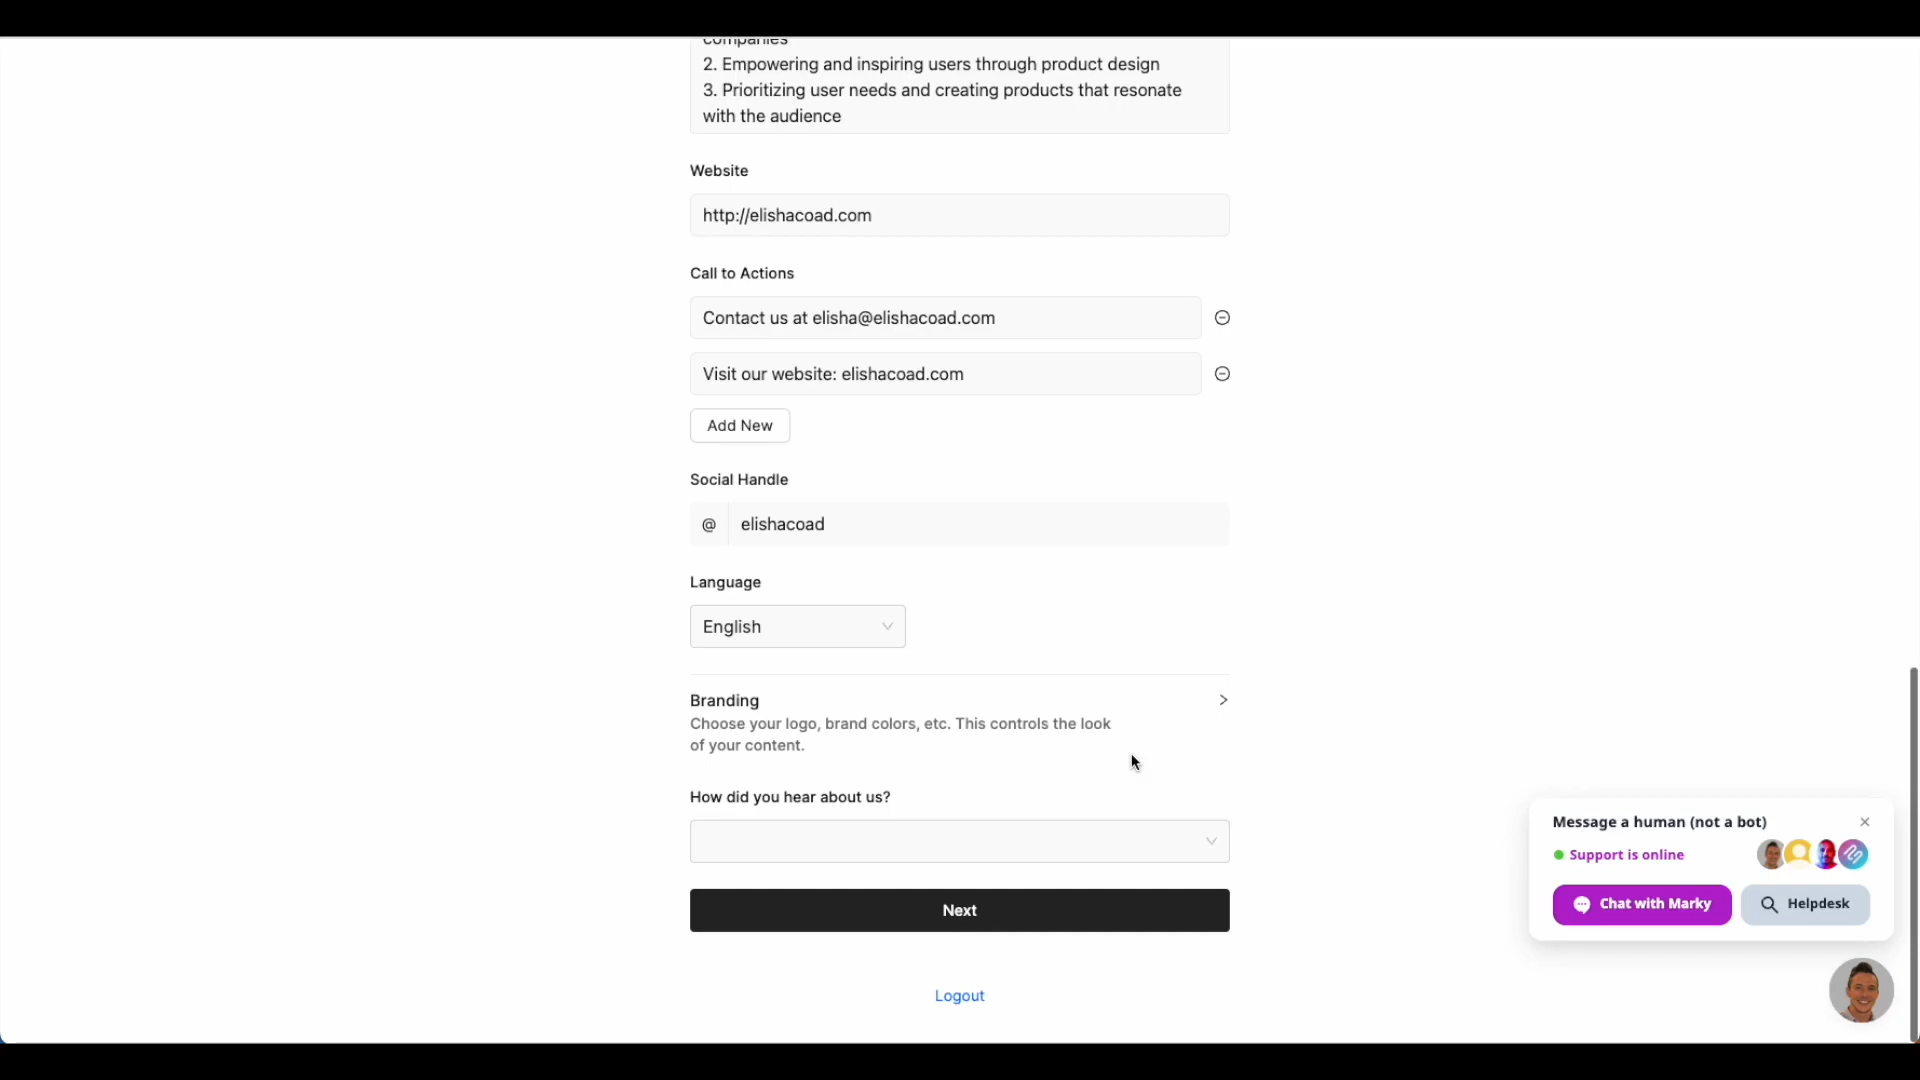 companies
2. Empowering and inspiring users through product design
3. Prioritizing user needs and creating products that resonate
with the audience
Website
http://elishacoad.com
Call to Actions
Contact us at elisha@elishacoad.com
Visit our website: elishacoad.com
Add New
Social Handle
@ elishacoad
Language
English
Branding
Choose your logo, brand colors, etc. This controls the look
of your content.
How did you hear about us?
Next
Logout
Message a human (not a bot)
Support is online
Chat with Marky
Helpdesk